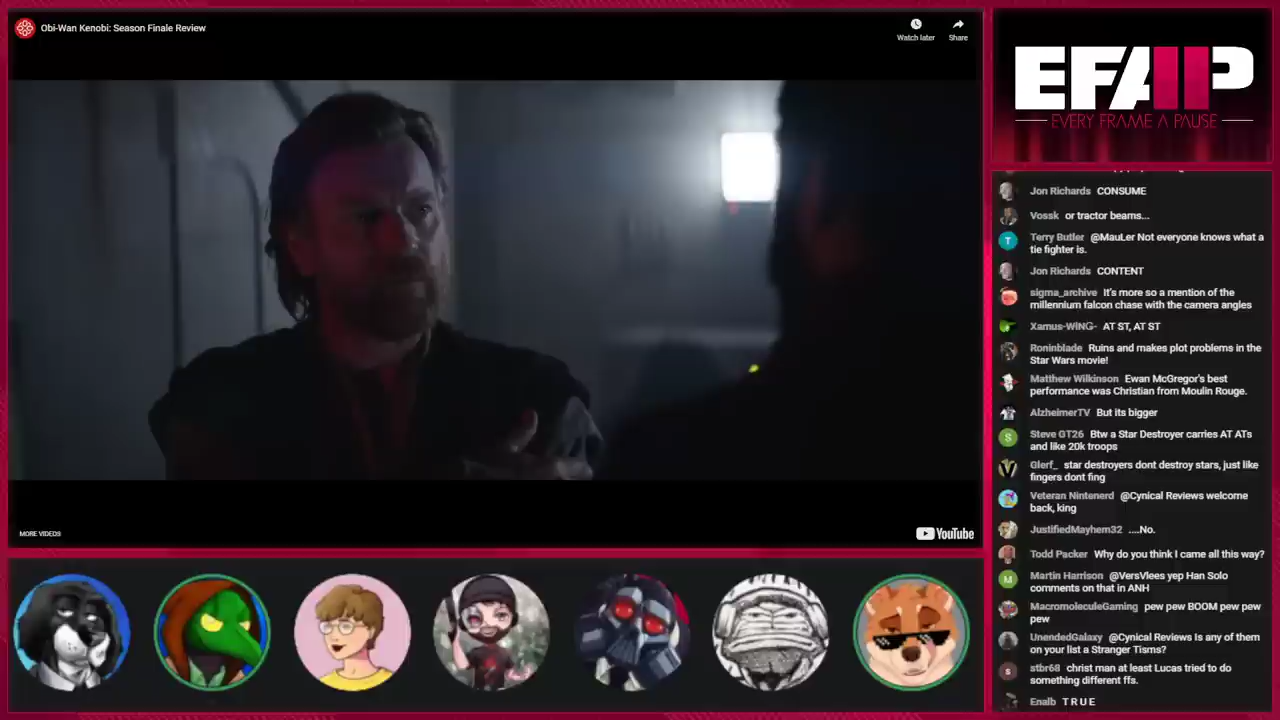 Obi-Wan Kenobi: Season Finale Review
Watch later
Share
MORE VIDEOS
YouTube
EFAP
EVERY FRAME A PAUSE
Jon Richards CONSUME
Vossk or tractor beams...
Terry Butler @MauLer Not everyone knows what a
tie fighter is.
Jon Richards CONTENT
sigma_archive It's more so a mention of the
millennium falcon chase with the camera angles
Xamus-WING- AT ST, AT ST
Roninblade Ruins and makes plot problems in the
Star Wars movie!
Matthew Wilkinson Ewan McGregor's best
performance was Christian from Moulin Rouge.
AlzheimerTV But its bigger
Steve GT26 Btw a Star Destroyer carries AT ATs
and like 20k troops
Glerf_ star destroyers dont destroy stars, just like
fingers dont fing
Veteran Nintenerd @Cynical Reviews welcome
back, king
JustifiedMayhem32 ....No.
Todd Packer Why do you think I came all this way?
Martin Harrison @VersVlees yep Han Solo
comments on that in ANH
MacromoleculeGaming pew pew BOOM pew pew
pew
UnendedGalaxy @Cynical Reviews Is any of them
on your list a Stranger Tisms?
stbr68 christ man at least Lucas tried to do
something different ffs.
Enalb T R U E
T
S
M
s